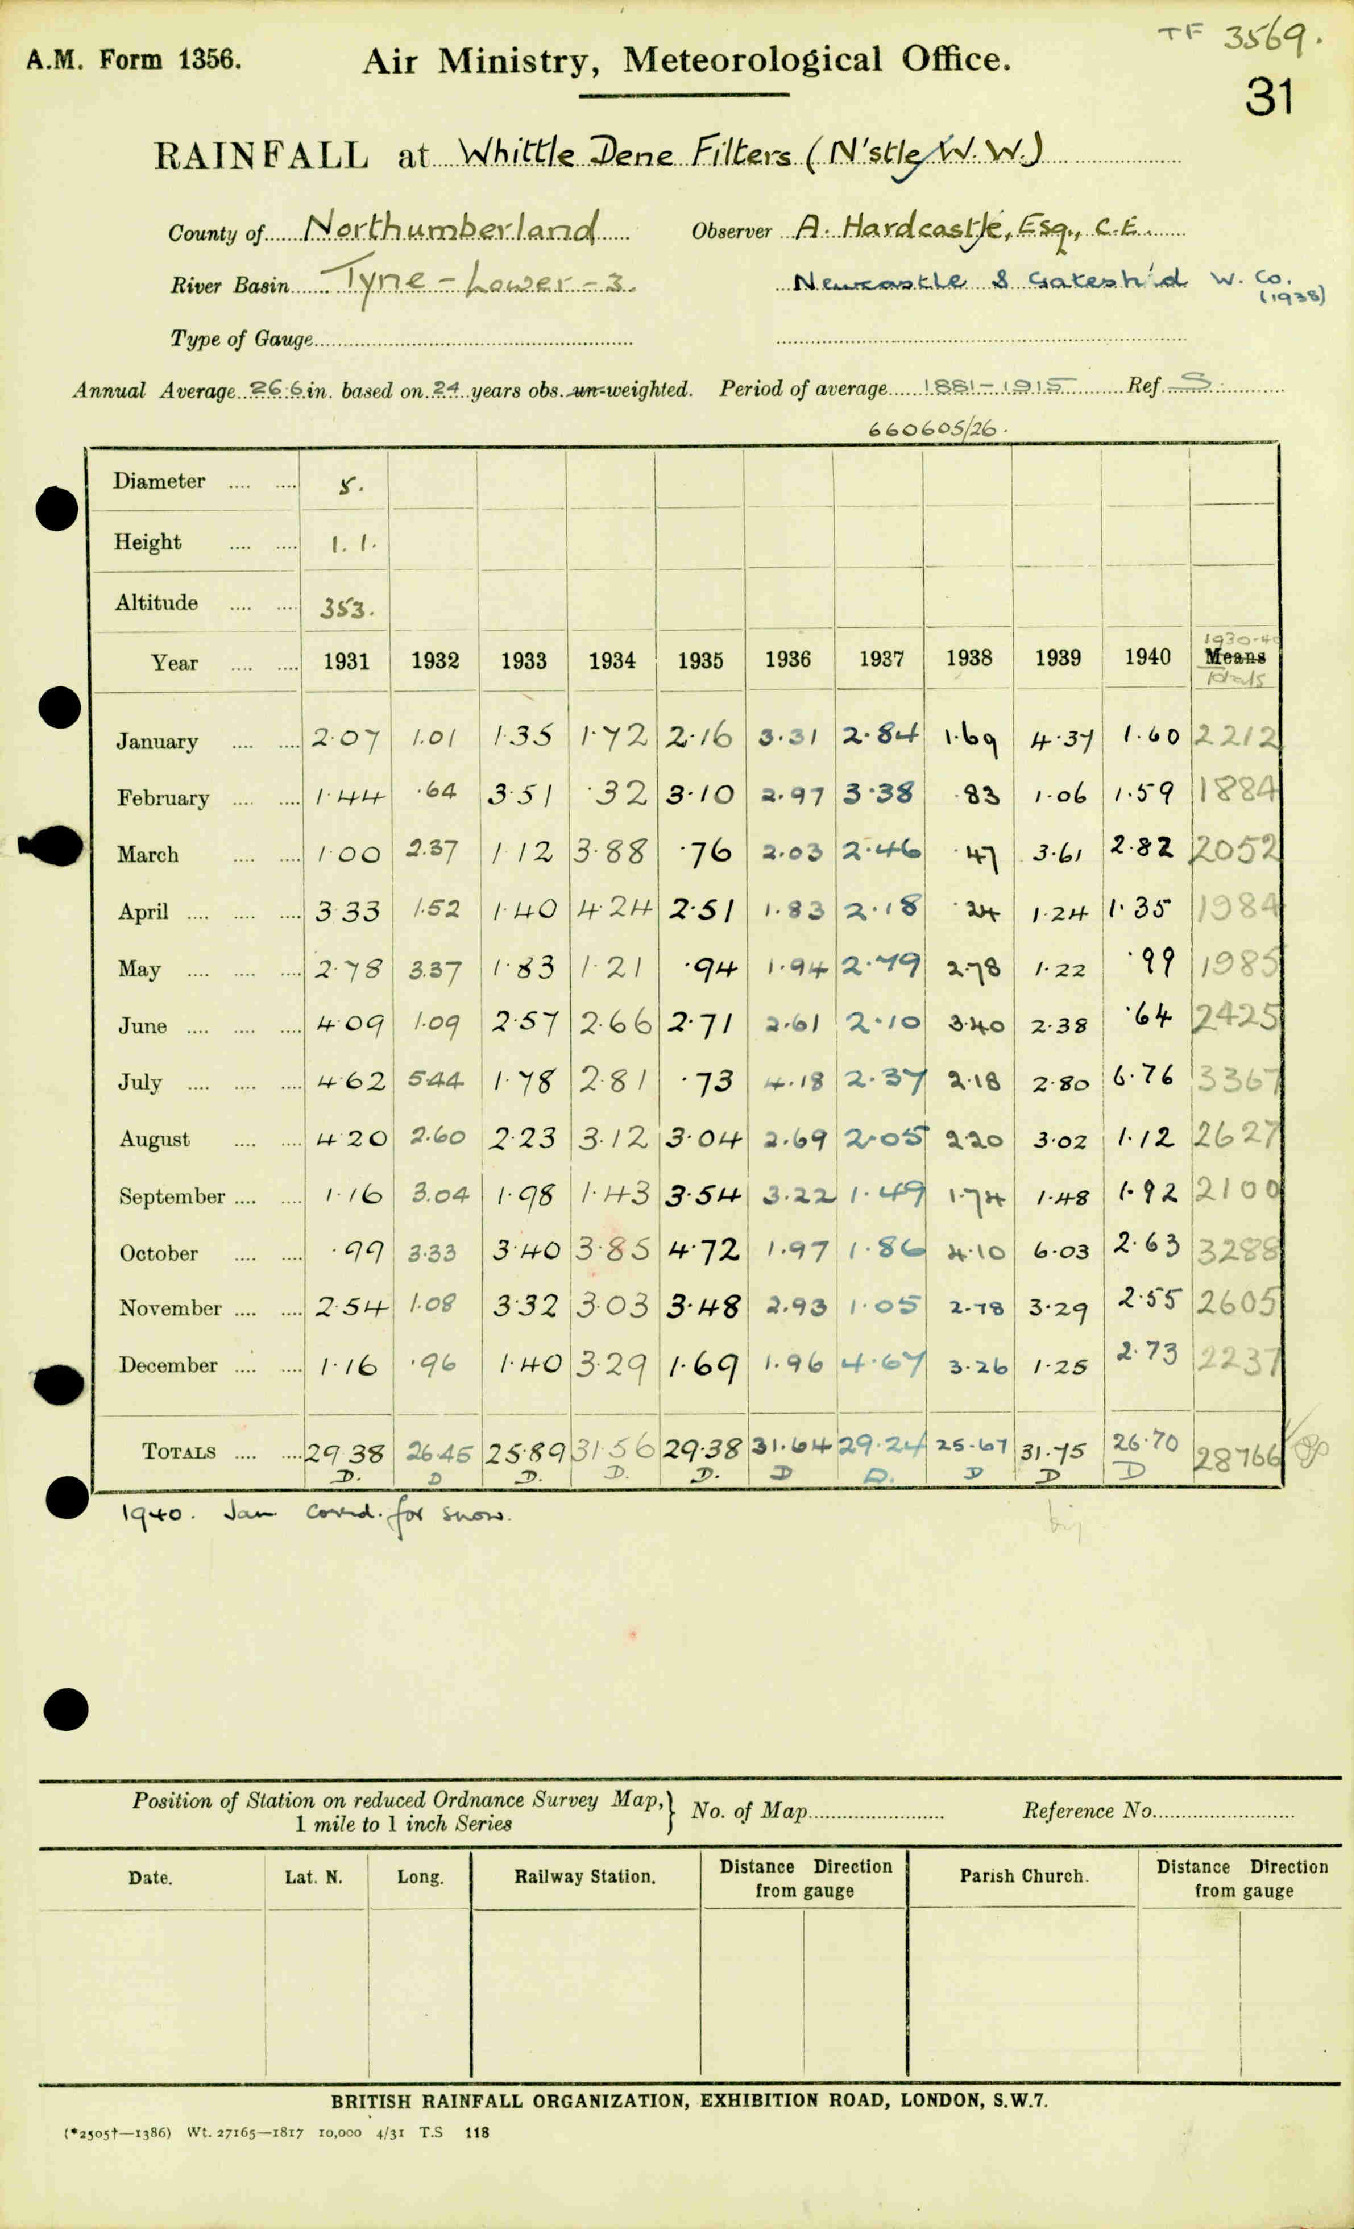 TF 3569.
A.M. Form 1356. Air Ministry, Meteorological Office.
31
RAINFALL at Whittle Dene Filters (N'stle W.W.)
County of Northumberland Observer A. Hardcastle, Esq., C.E.
River Basin Tyne - Lower - 3. Newcastle & Gatesh'd W. Co.
(1938)
Type of Gauge
Annual Average 26.6 in. based on 24 years obs. un-weighted. Period of average 1881-1915 Ref. S.
660605/26.
Diameter 5.
Height 1. 1.
Altitude 353.
1930-40
Year 1931 1932 1933 1934 1935 1936 1937 1938 1939 1940 Means
Totals
January 2.07 1.01 1.35 1.72 2.16 3.31 2.84 1.69 4.37 1.60 2212
February 1.44 .64 3.51 .32 3.10 2.97 3.38 .83 1.06 1.59 1884
March 1.00 2.37 1.12 3.88 .76 2.03 2.46 .47 3.61 2.82 2052
April 3.33 1.52 1.40 4.24 2.51 1.83 2.18 .24 1.24 1.35 1984
May 2.78 3.37 1.83 1.21 .94 1.94 2.79 2.78 1.22 .99 1985
June 4.09 1.09 2.57 2.66 2.71 2.61 2.10 3.40 2.38 .64 2425
July 4.62 5.44 1.78 2.81 .73 4.18 2.37 2.18 2.80 6.76 3367
August 4.20 2.60 2.23 3.12 3.04 2.69 2.05 2.20 3.02 1.12 2627
September 1.16 3.04 1.98 1.43 3.54 3.22 1.49 1.74 1.48 1.92 2100
October .99 3.33 3.40 3.85 4.72 1.97 1.86 4.10 6.03 2.63 3288
November 2.54 1.08 3.32 3.03 3.48 2.93 1.05 2.78 3.29 2.55 2605
December 1.16 .96 1.40 3.29 1.69 1.96 4.67 3.26 1.25 2.73 2237
TOTALS 29.38 26.45 25.89 31.56 29.38 31.64 29.24 25.67 31.75 26.70 28766
D. D D. D. D. D D. D D D
1940. Jan corrd. for snow.
Position of Station on reduced Ordnance Survey Map, } No. of Map Reference No.
1 mile to 1 inch Series
Date. Lat. N. Long. Railway Station. Distance Direction from gauge Parish Church. Distance Direction from gauge
BRITISH RAINFALL ORGANIZATION, EXHIBITION ROAD, LONDON, S.W.7.
(*2505†—1386) Wt. 27165—1817 10,000 4/31 T.S 118